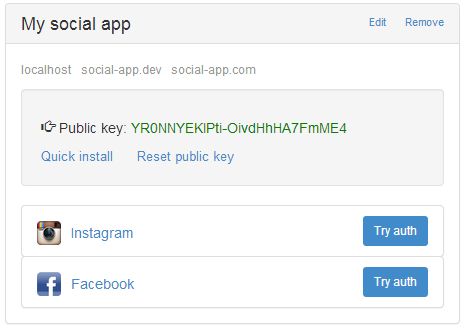 My social app Edit Remove
localhost social-app.dev social-app.com
Public key: YR0NNYEKlPti-OivdHhHA7FmME4
Quick install Reset public key
Instagram Try auth
Facebook Try auth